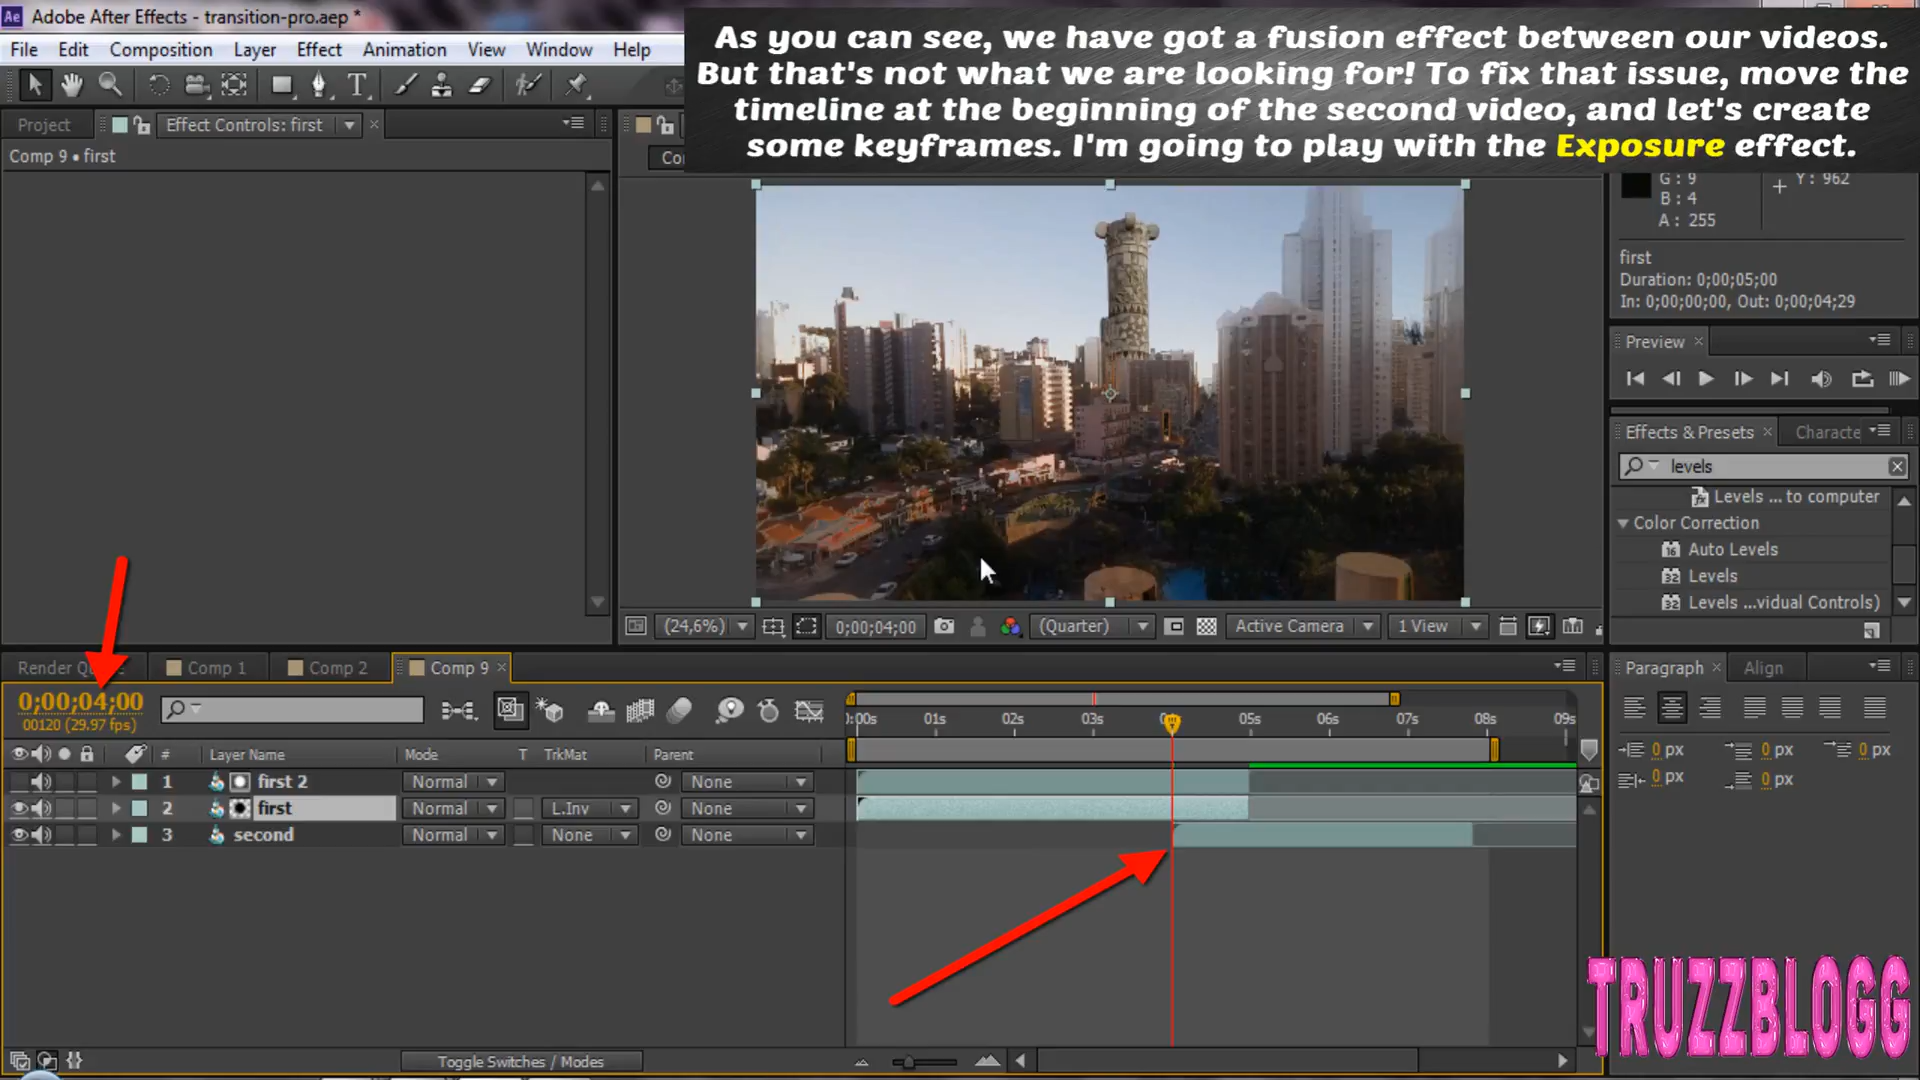 Adobe After Effects - transition-pro.aep *
As you can see, we have got a fusion effect between our videos.
But that's not what we are looking for! To fix that issue, move the
timeline at the beginning of the second video, and let's create
some keyframes. I'm going to play with the Exposure effect.
File Edit Composition Layer Effect Animation View Window Help
Project Effect Controls: first
Comp 9 • first
G: 9
B: 4
A: 255
Y: 962
first
Duration: 0;00;05;00
In: 0;00;00;00, Out: 0;00;04;29
Preview
Effects & Presets Characte
levels
Levels ... to computer
Color Correction
Auto Levels
Levels
Levels ...vidual Controls)
(24,6%) 0;00;04;00 (Quarter) Active Camera 1 View
Render Comp 1 Comp 2 Comp 9
0;00;04;00
00120 (29.97 fps)
:00s 01s 02s 03s 05s 06s 07s 08s 09s
# Layer Name Mode T TrkMat Parent
1 first 2 Normal None
2 first Normal L.Inv None
3 second Normal None None
Toggle Switches / Modes
Paragraph Align
0 px 0 px 0 px
0 px 0 px
TRUZZBLOGG